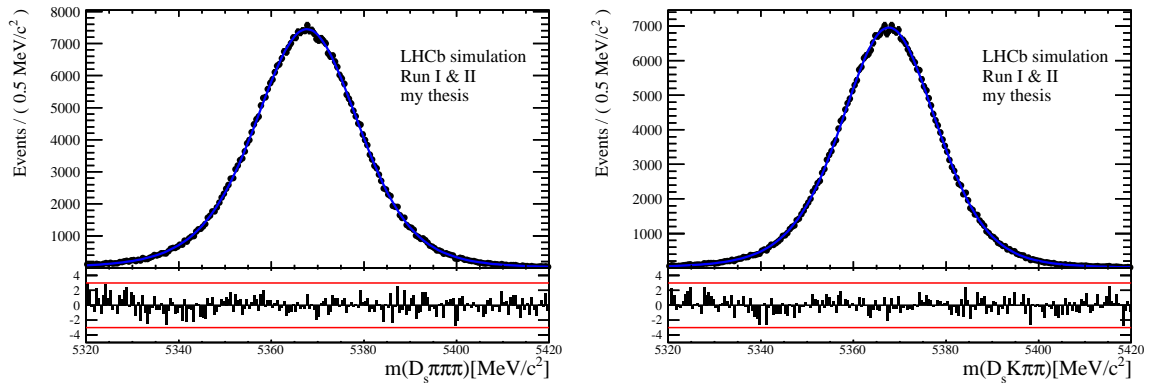 Events / ( 0.5 MeV/c² )
8000
7000
6000
5000
4000
3000
2000
1000
LHCb simulation
Run I & II
my thesis
4
2
0
-2
-4
5320 5340 5360 5380 5400 5420
m(Dₛπππ)[MeV/c²]
Events / ( 0.5 MeV/c² )
7000
6000
5000
4000
3000
2000
1000
LHCb simulation
Run I & II
my thesis
4
2
0
-2
-4
5320 5340 5360 5380 5400 5420
m(DₛKππ)[MeV/c²]